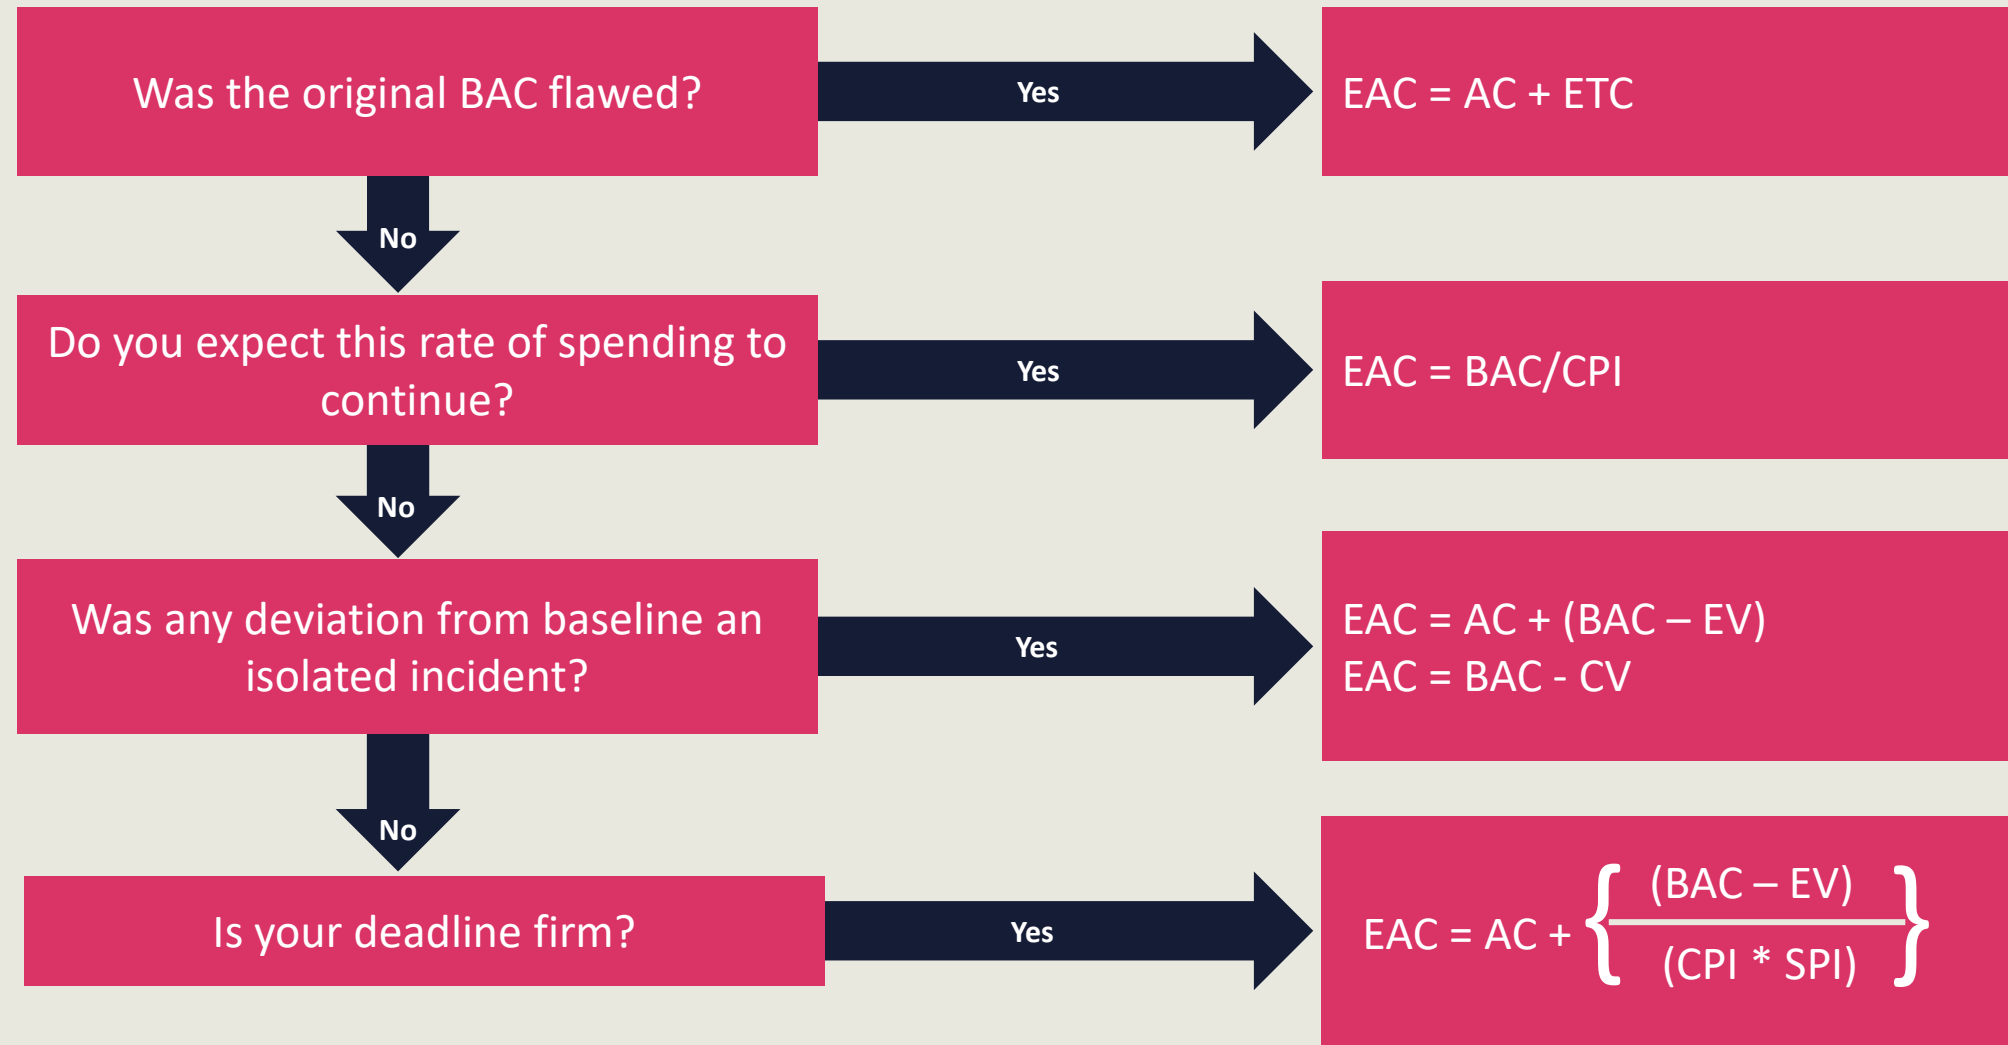 Was the original BAC flawed?
Yes
EAC = AC + ETC
No
Do you expect this rate of spending to
continue?
Yes
EAC = BAC/CPI
No
Was any deviation from baseline an
isolated incident?
Yes
EAC = AC + (BAC – EV)
EAC = BAC - CV
No
Is your deadline firm?
Yes
EAC = AC + { (BAC – EV) }
(CPI * SPI)